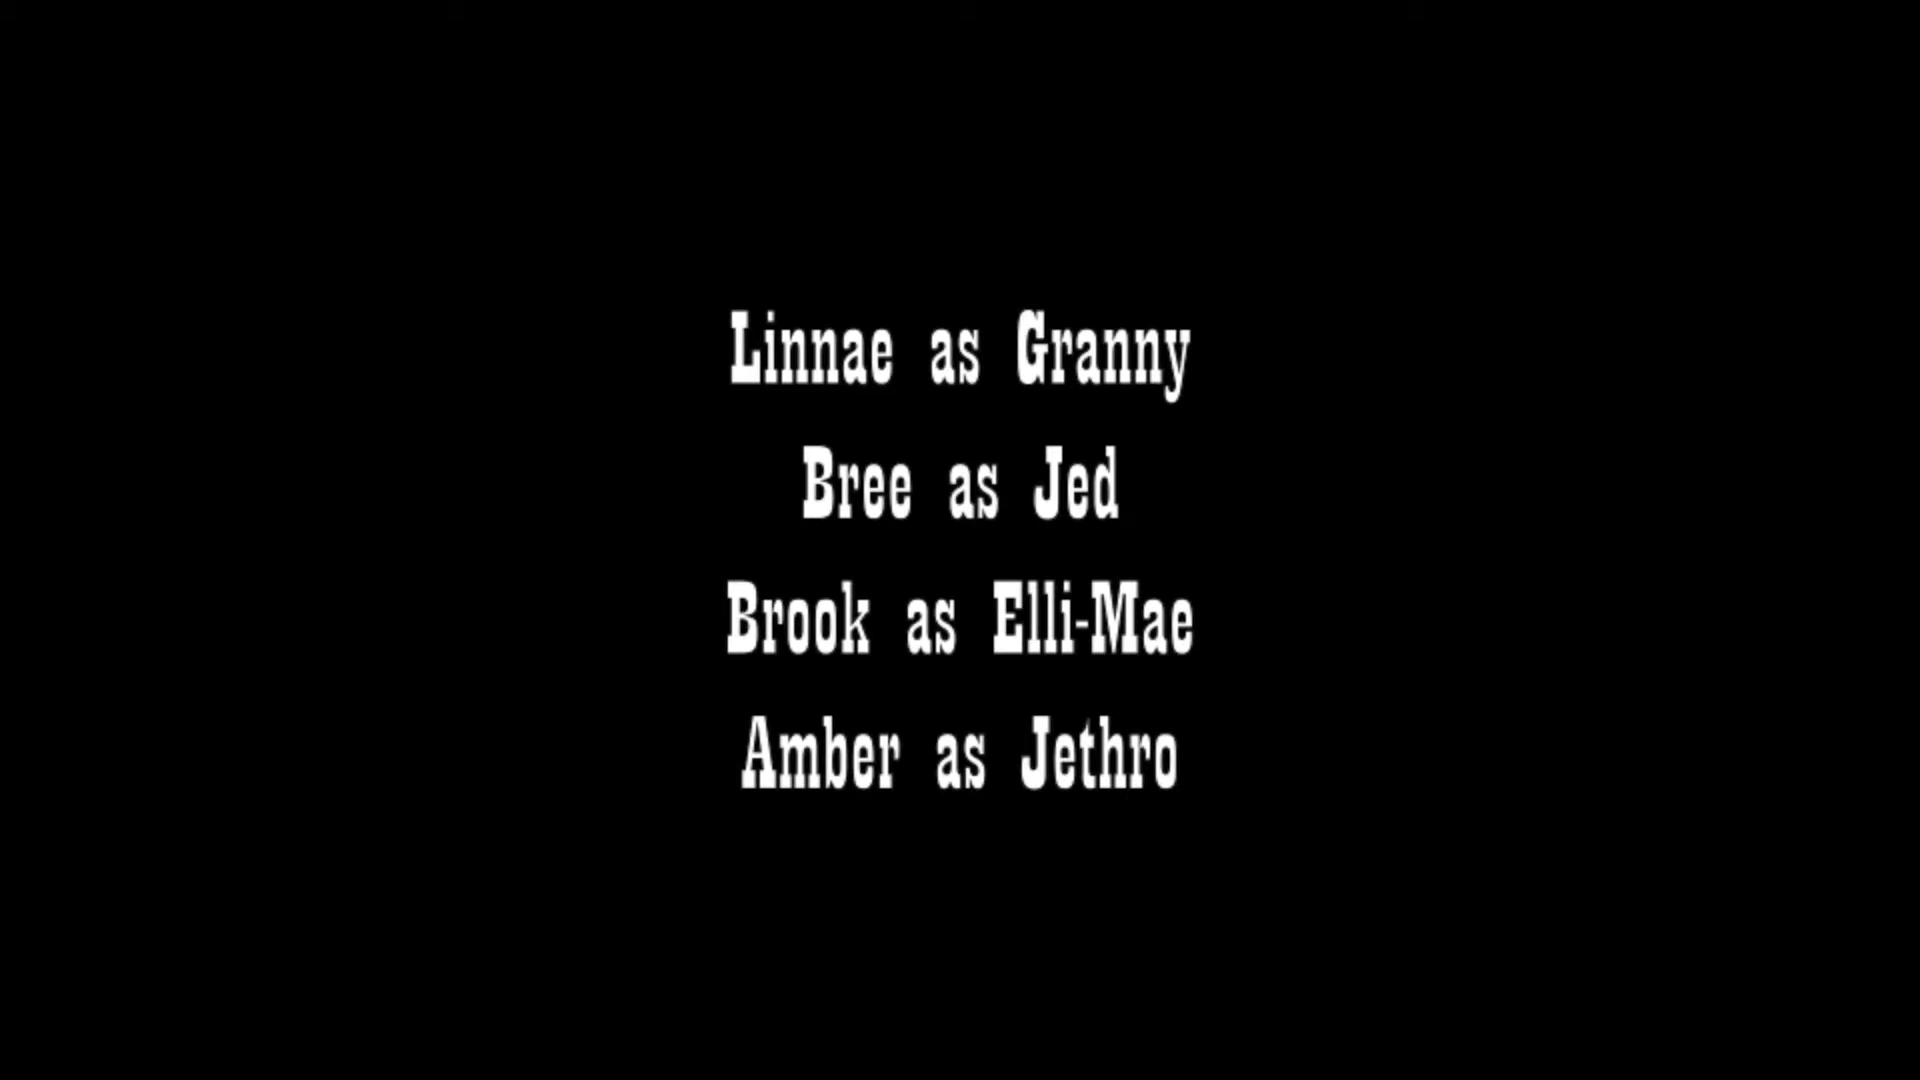 Linnae as Granny
Bree as Jed
Brook as Elli-Mae
Amber as Jethro